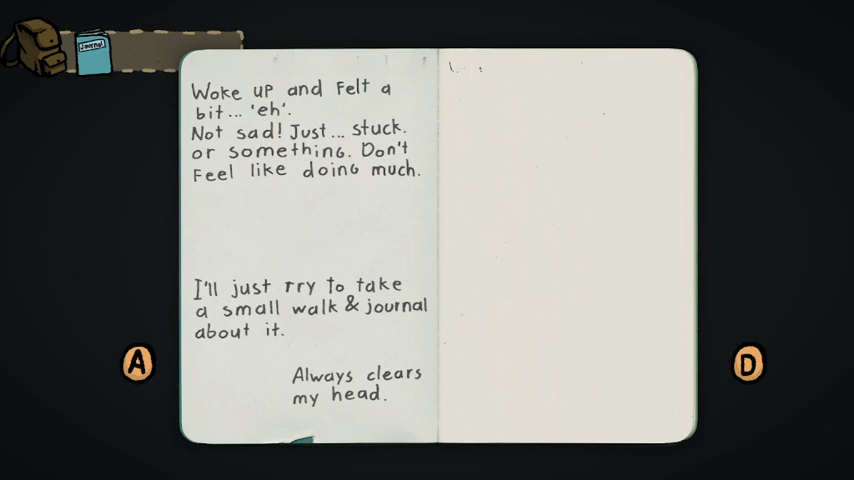 Journal
Woke up and Felt a
bit... 'eh'.
Not sad! Just... stuck.
or something. Don't
Feel like doing much.
I'll just try to take
a small walk & journal
about it.
Always clears
my head.
A
D